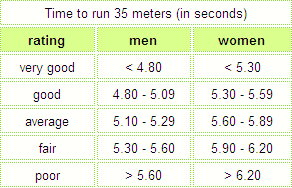 Time to run 35 meters (in seconds)
rating men women
very good < 4.80 < 5.30
good 4.80 - 5.09 5.30 - 5.59
average 5.10 - 5.29 5.60 - 5.89
fair 5.30 - 5.60 5.90 - 6.20
poor > 5.60 > 6.20